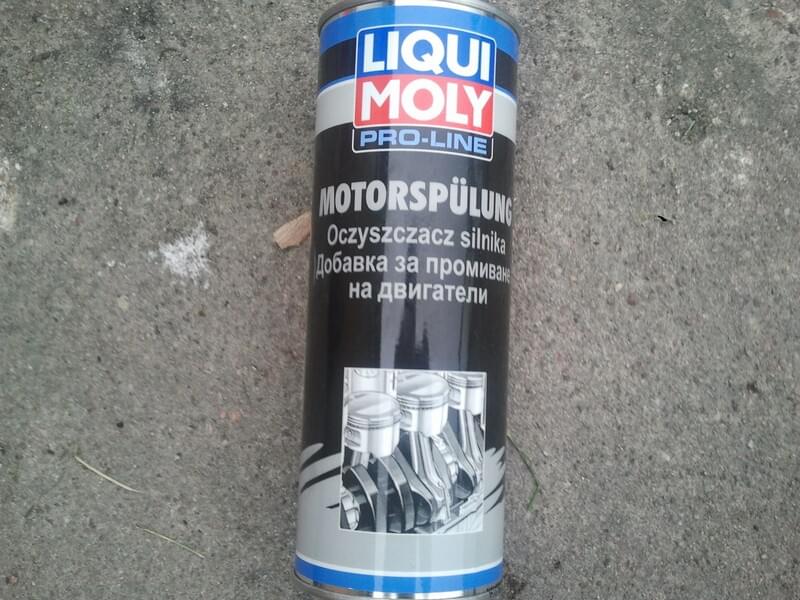 LIQUI
MOLY
PRO-LINE
MOTORSPÜLUNG
Oczyszczacz silnika
Добавка за промиване
на двигатели